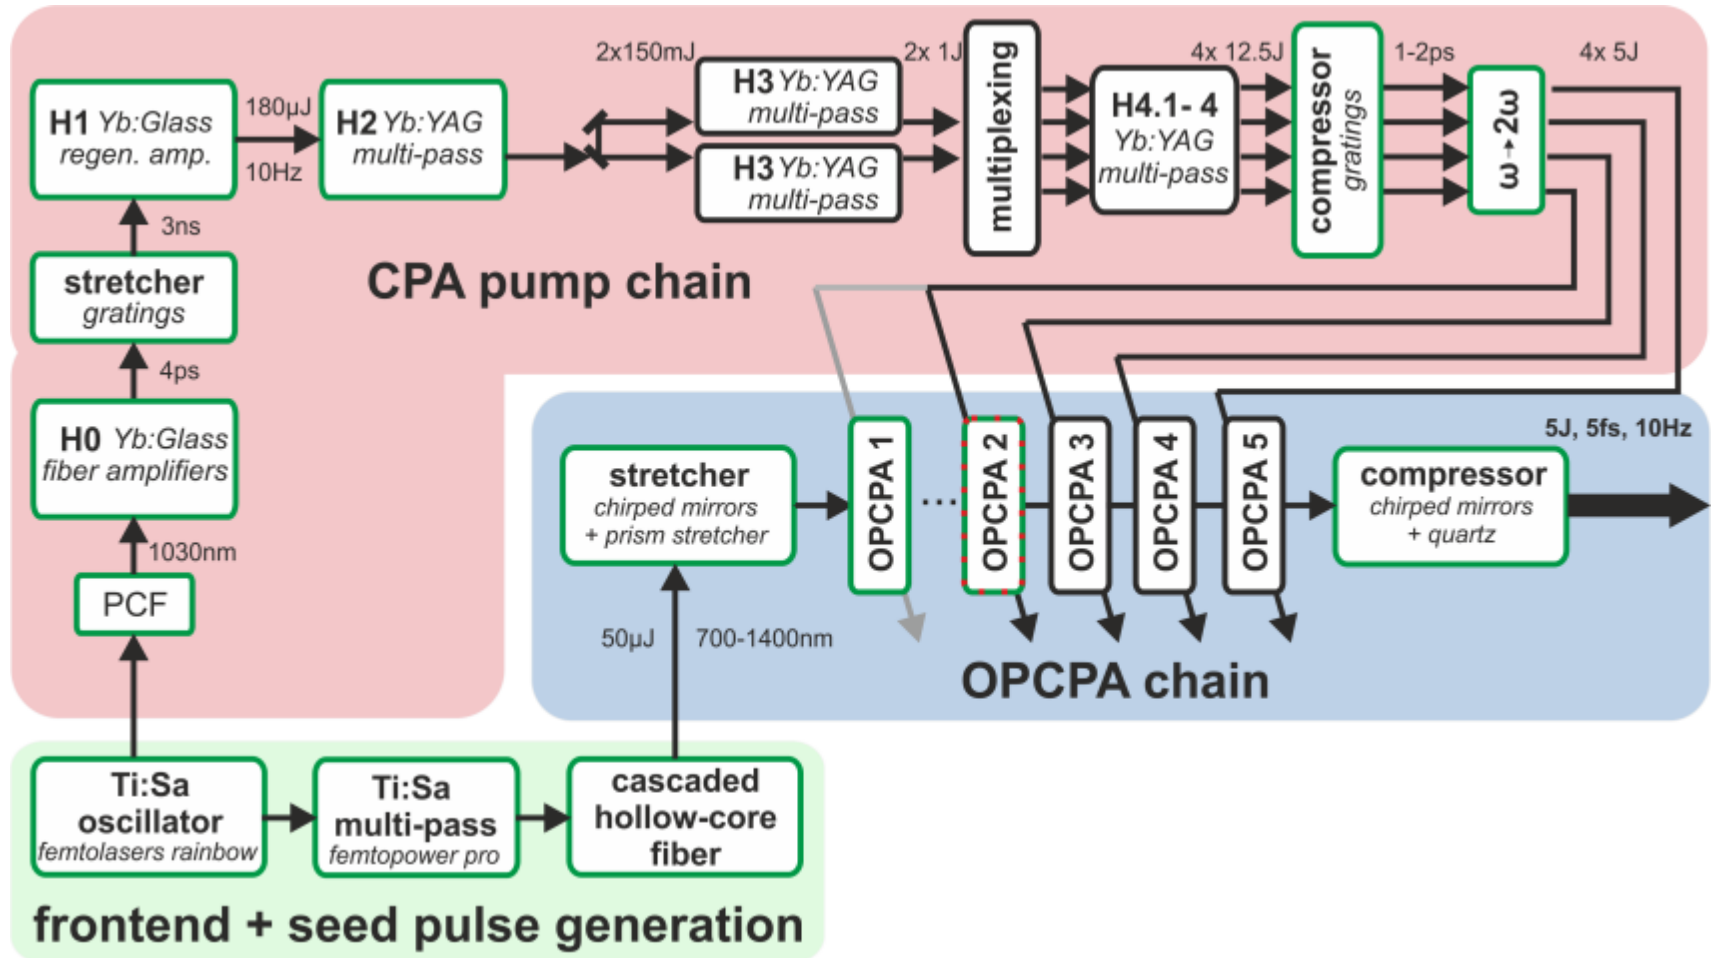 2x150mJ
2x 1J
4x 12.5J
1-2ps
4x 5J
H1 Yb:Glass
regen. amp.
180µJ
10Hz
H2 Yb:YAG
multi-pass
H3 Yb:YAG
multi-pass
H3 Yb:YAG
multi-pass
multiplexing
H4.1- 4
Yb:YAG
multi-pass
compressor
gratings
ω→2ω
3ns
stretcher
gratings
CPA pump chain
4ps
H0 Yb:Glass
fiber amplifiers
1030nm
PCF
stretcher
chirped mirrors
+ prism stretcher
OPCPA 1
...
OPCPA 2
OPCPA 3
OPCPA 4
OPCPA 5
5J, 5fs, 10Hz
compressor
chirped mirrors
+ quartz
50µJ
700-1400nm
OPCPA chain
Ti:Sa
oscillator
femtolasers rainbow
Ti:Sa
multi-pass
femtopower pro
cascaded
hollow-core
fiber
frontend + seed pulse generation